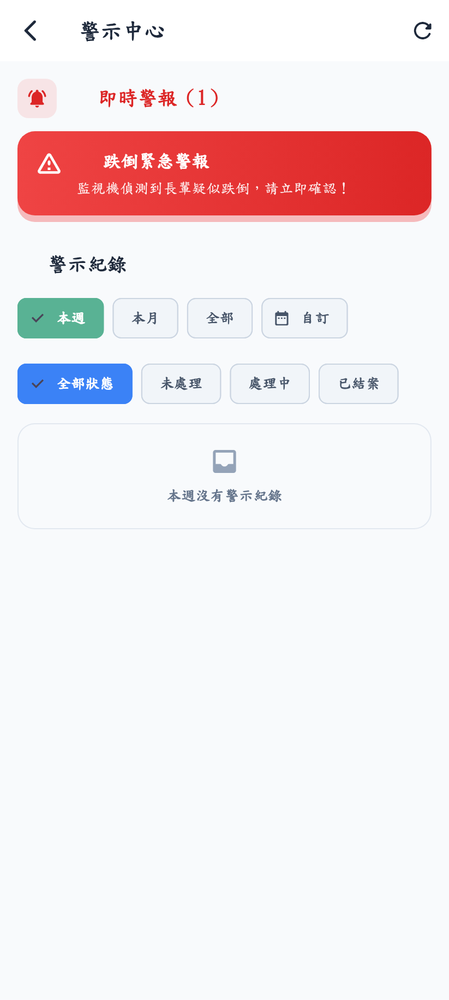 警示中心
即時警報 (1)
跌倒緊急警報
監視機偵測到長輩疑似跌倒，請立即確認！
警示紀錄
本週 本月 全部 自訂
全部狀態 未處理 處理中 已結案
本週沒有警示紀錄